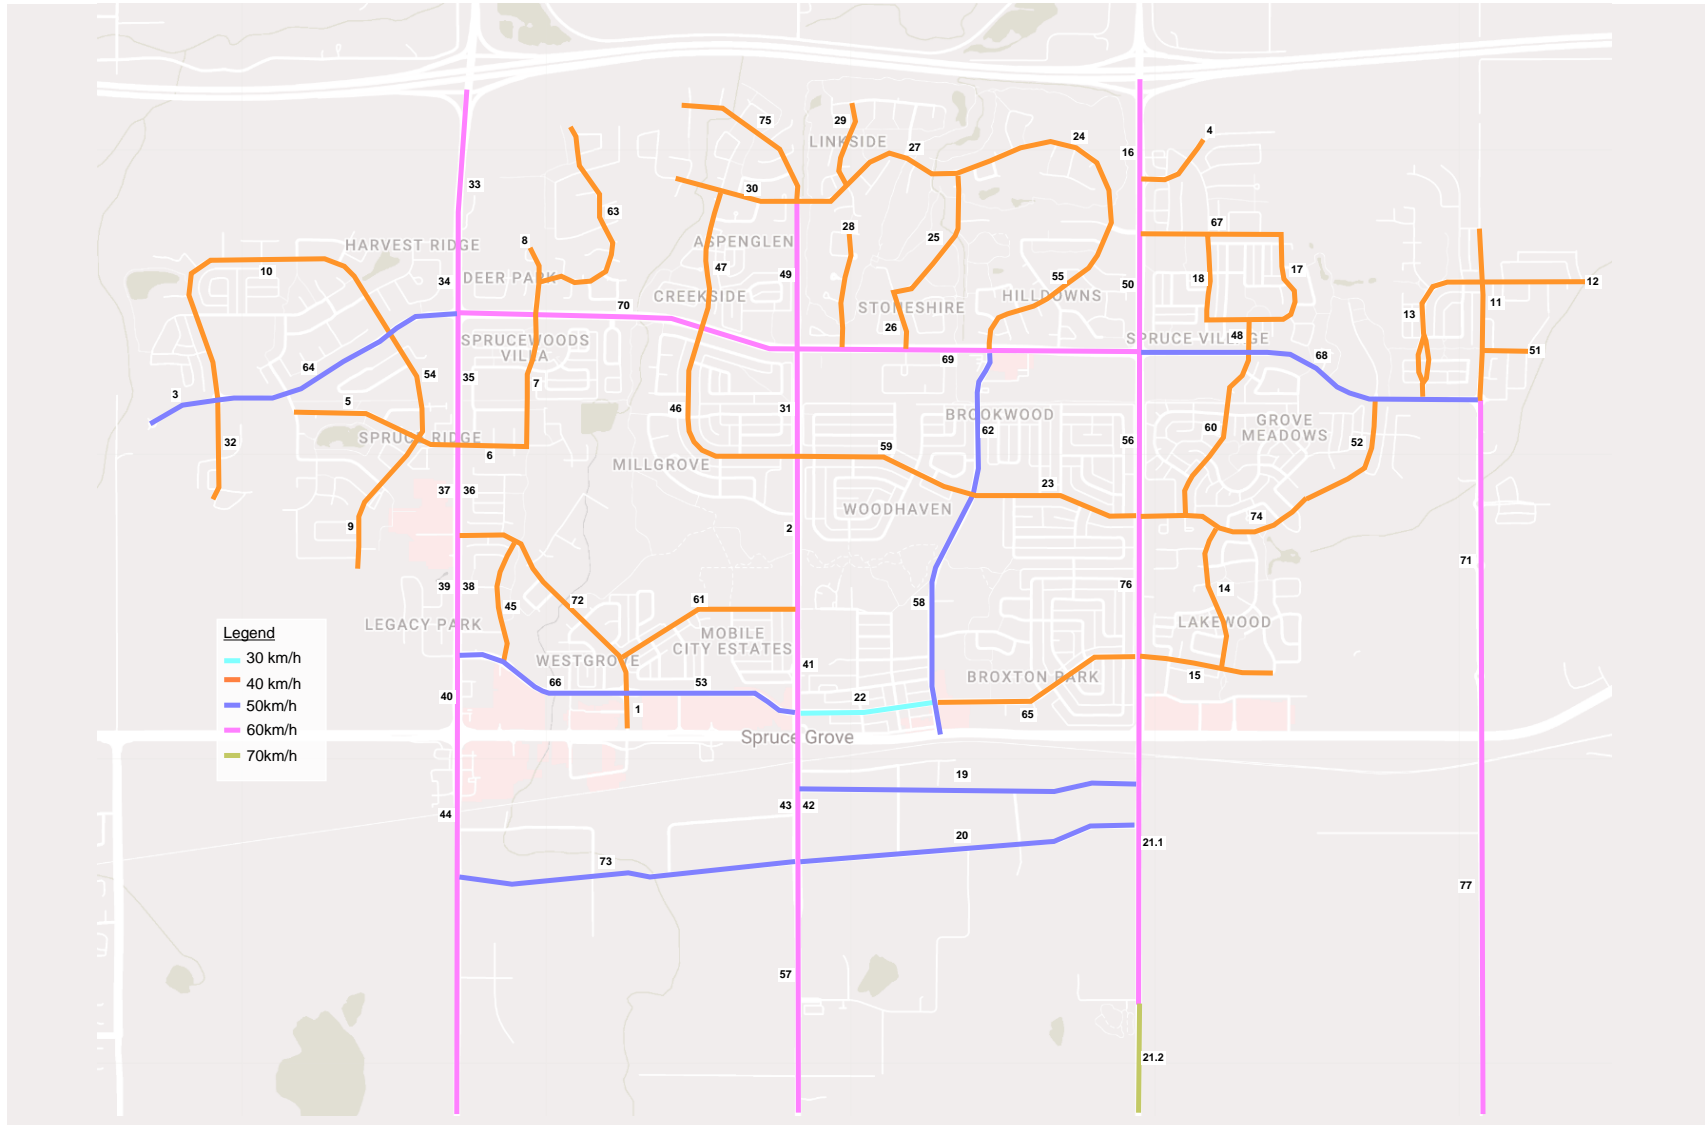 75
29
LINKSIDE
27
24
16
4
33
30
63
28
67
8
HARVEST RIDGE
ASPENGLEN
25
10
34
DEER PARK
47
49
55
50
18
17
12
CREEKSIDE
STONESHIRE
HILLDOWNS
11
70
13
26
SPRUCEWOODS
VILLA
SPRUCE VILLAGE
48
51
69
68
64
54
35
7
3
5
46
31
BROOKWOOD
GROVE
MEADOWS
62
60
52
32
SPRUCE RIDGE
6
59
56
MILLGROVE
37
36
23
WOODHAVEN
9
2
74
71
39
38
72
45
61
58
76
14
LEGACY PARK
MOBILE
CITY ESTATES
LAKEWOOD
Legend
30 km/h
40 km/h
50km/h
60km/h
70km/h
WESTGROVE
41
BROXTON PARK
15
66
53
40
22
1
65
Spruce Grove
19
44
43
42
20
21.1
73
77
57
21.2